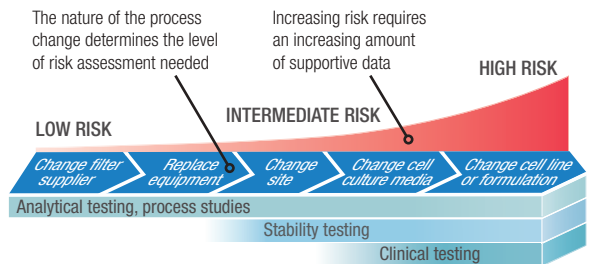 The nature of the process
change determines the level
of risk assessment needed
Increasing risk requires
an increasing amount
of supportive data
HIGH RISK
INTERMEDIATE RISK
LOW RISK
Change filter
supplier
Replace
equipment
Change
site
Change cell
culture media
Change cell line
or formulation
Analytical testing, process studies
Stability testing
Clinical testing